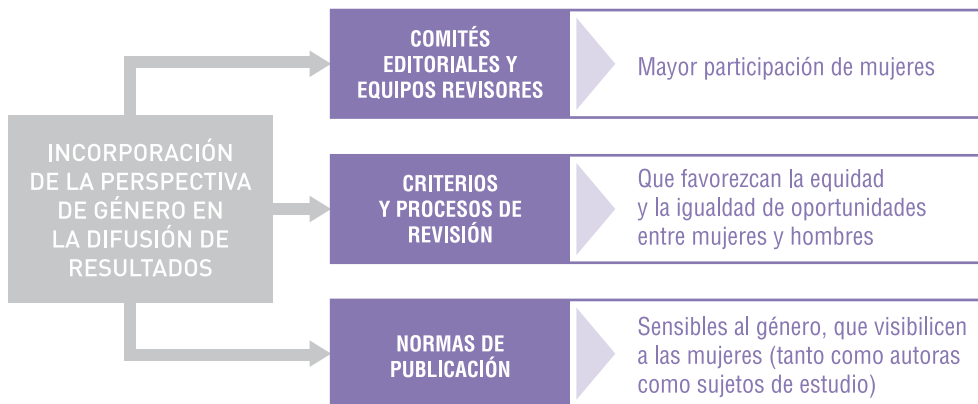 INCORPORACIÓN
DE LA PERSPECTIVA
DE GÉNERO EN
LA DIFUSIÓN DE
RESULTADOS
COMITÉS
EDITORIALES Y
EQUIPOS REVISORES
Mayor participación de mujeres
CRITERIOS
Y PROCESOS DE
REVISIÓN
Que favorezcan la equidad
y la igualdad de oportunidades
entre mujeres y hombres
NORMAS DE
PUBLICACIÓN
Sensibles al género, que visibilicen
a las mujeres (tanto como autoras
como sujetos de estudio)